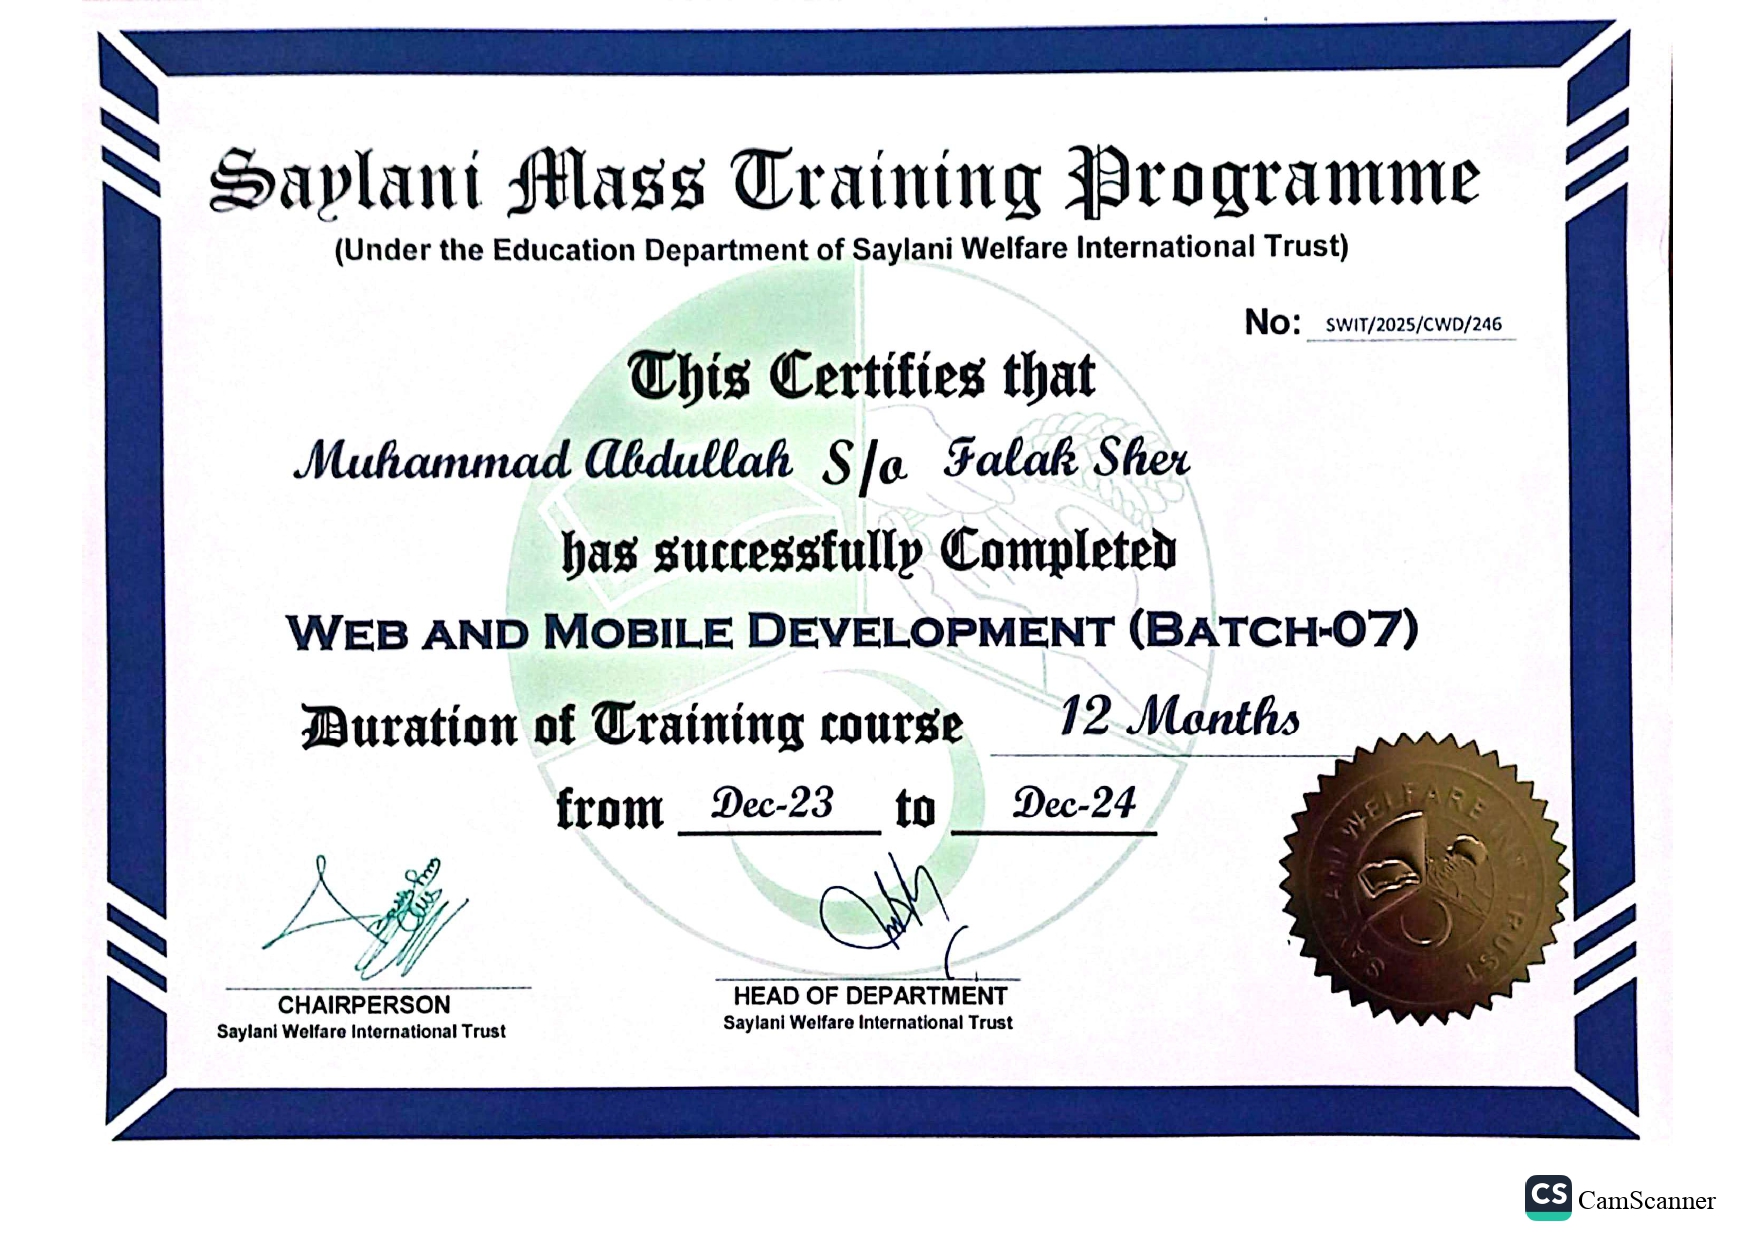 Saylani Mass Training Programme
(Under the Education Department of Saylani Welfare International Trust)
No: SWIT/2025/CWD/246
This Certifies that
Muhammad Abdullah S/o Falak Sher
has successfully Completed
WEB AND MOBILE DEVELOPMENT (BATCH-07)
Duration of Training course 12 Months
from Dec-23 to Dec-24
CHAIRPERSON
Saylani Welfare International Trust
HEAD OF DEPARTMENT
Saylani Welfare International Trust
SAYLANI WELFARE INT' TRUST
CS CamScanner